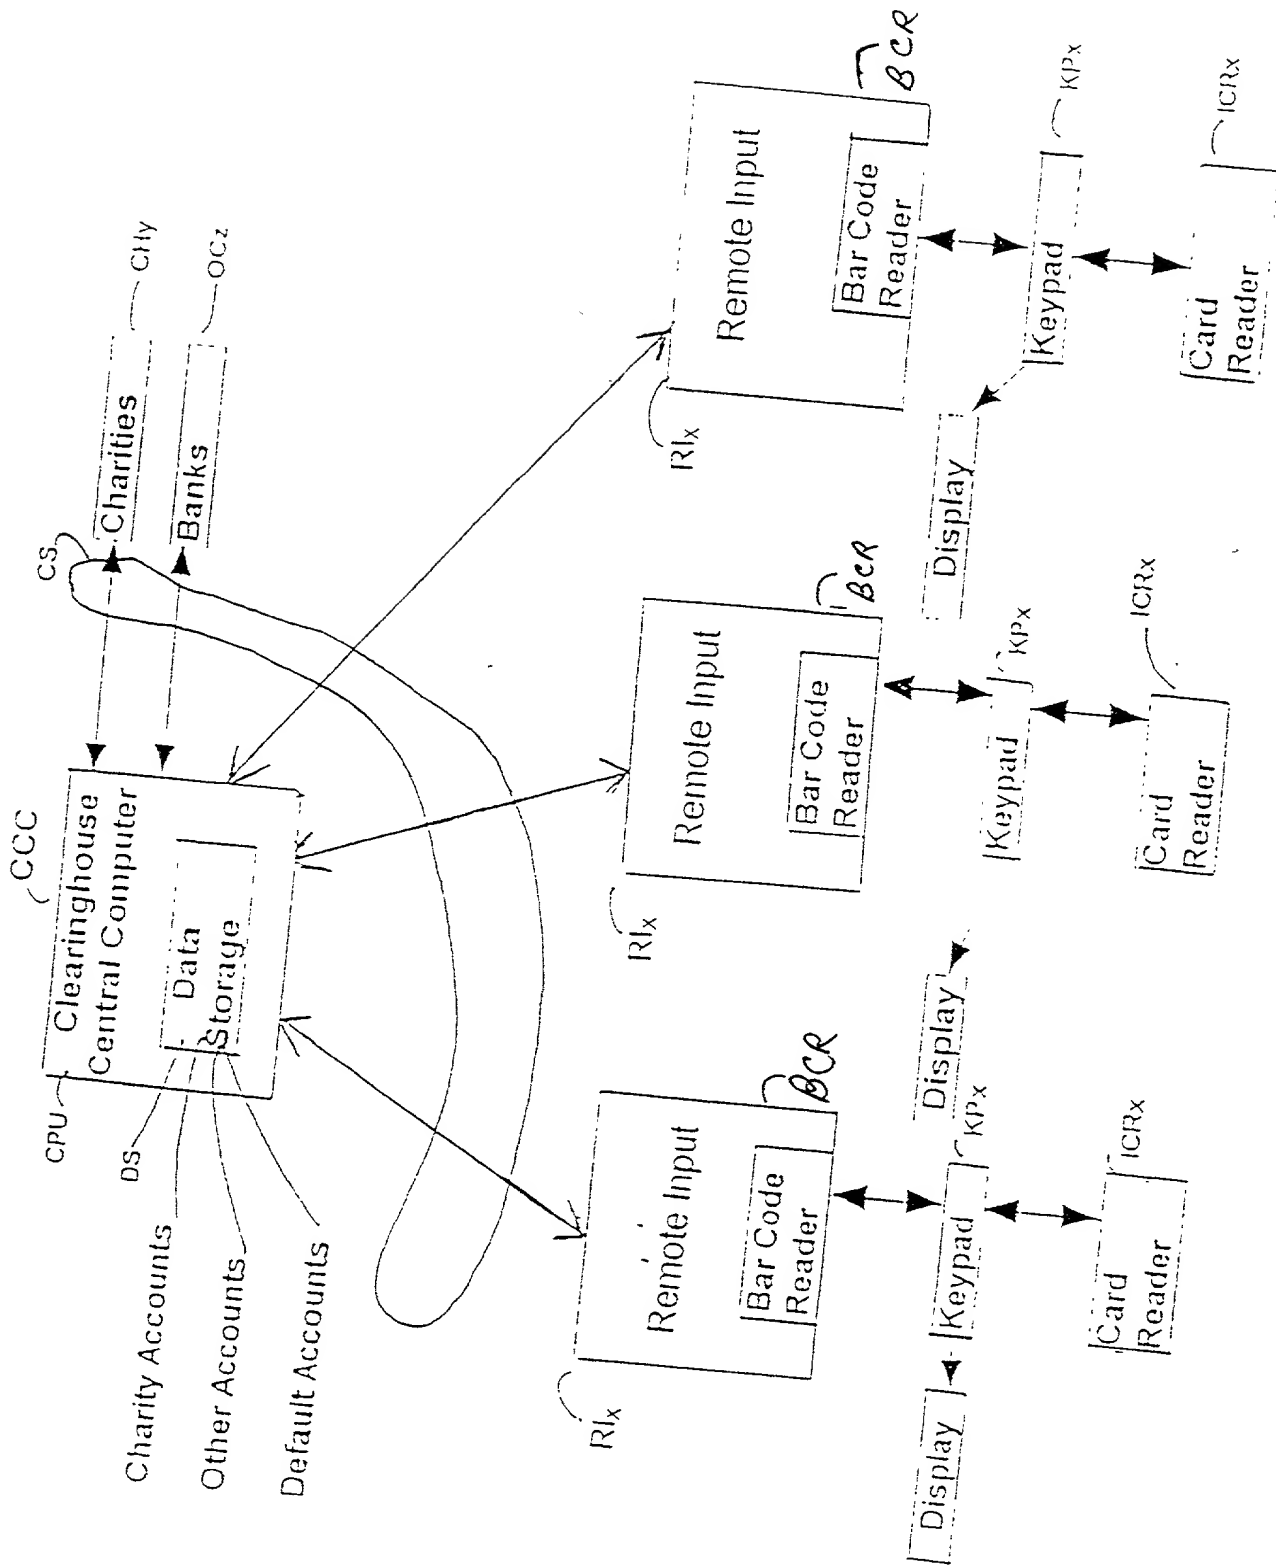 CCC
CPU
Clearinghouse
Central Computer
Data
Storage
DS
Charity Accounts
Other Accounts
Default Accounts
CS
Charities
CHy
Banks
OCz
RIx
Remote Input
Bar Code
Reader
BCR
Display
Keypad
KPx
Card
Reader
ICRx
RIx
Remote Input
Bar Code
Reader
BCR
Display
Keypad
KPx
Card
Reader
ICRx
RIx
Remote Input
Bar Code
Reader
BCR
Display
Keypad
KPx
Card
Reader
ICRx